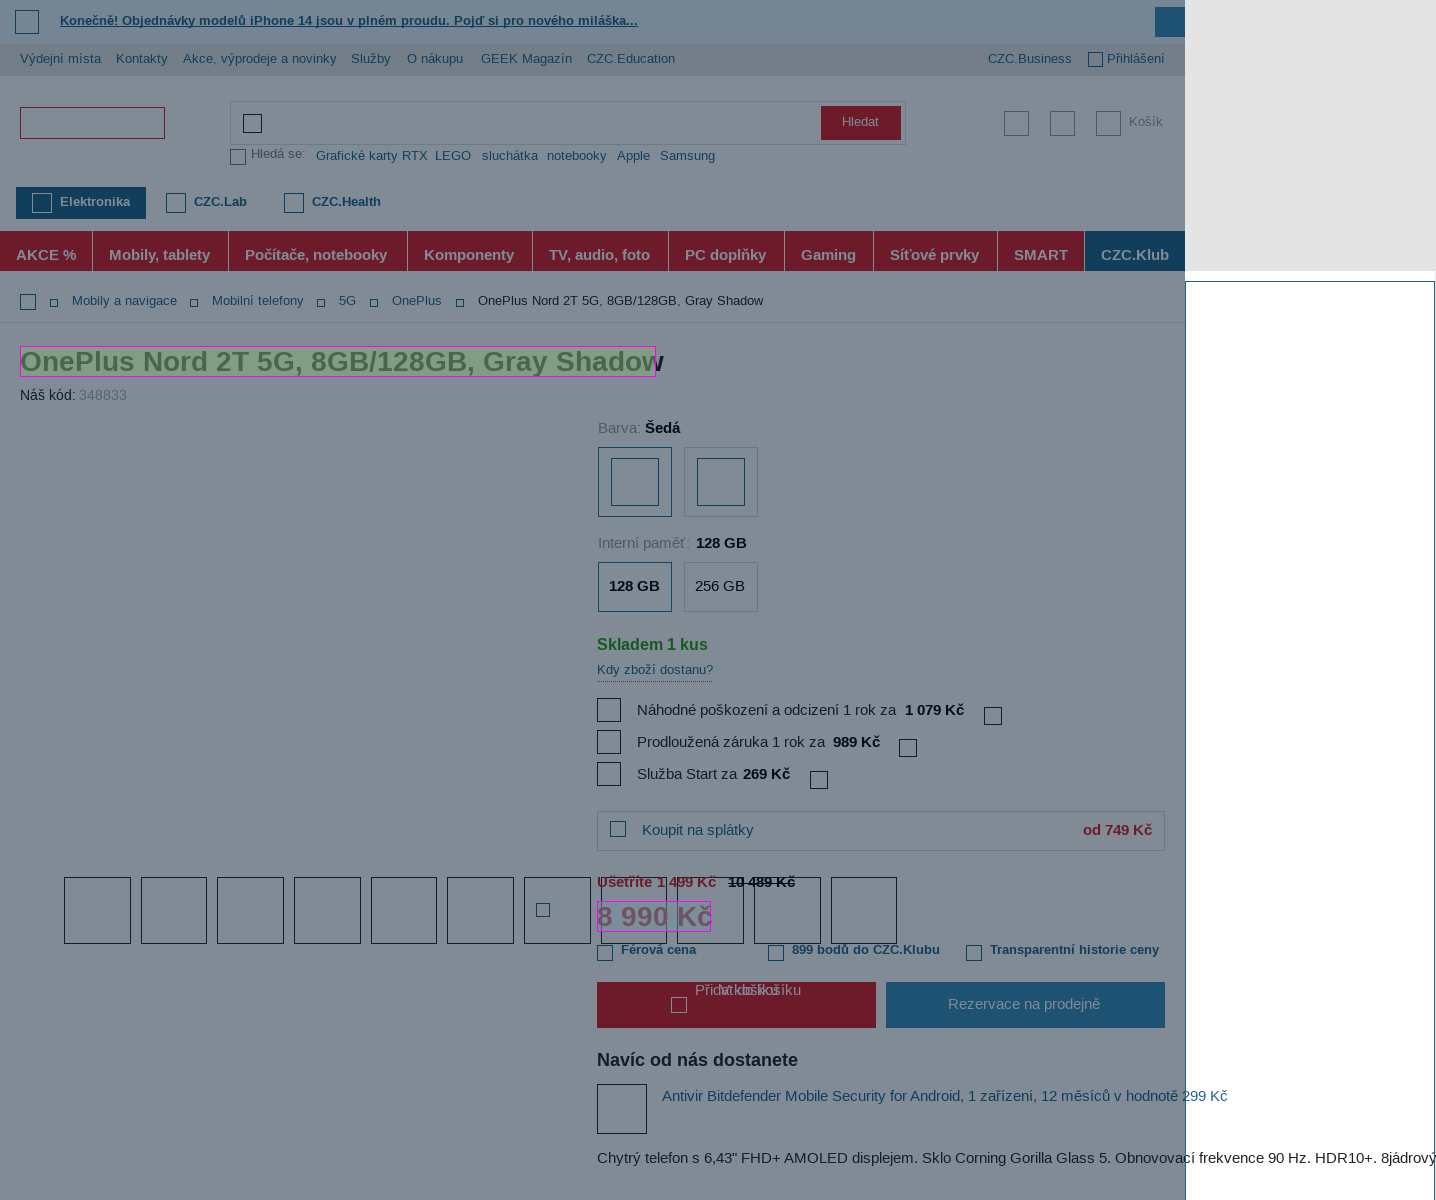 Konečně! Objednávky modelů iPhone 14 jsou v plném proudu. Pojď si pro nového miláška...
Výdejní místa Kontakty Akce, výprodeje a novinky Služby O nákupu GEEK Magazín CZC.Education CZC.Business Přihlášení
Hledat Košík
Hledá se: Grafické karty RTX LEGO sluchátka notebooky Apple Samsung
Elektronika CZC.Lab CZC.Health
AKCE % Mobily, tablety Počítače, notebooky Komponenty TV, audio, foto PC doplňky Gaming Síťové prvky SMART CZC.Klub
Mobily a navigace Mobilní telefony 5G OnePlus OnePlus Nord 2T 5G, 8GB/128GB, Gray Shadow
OnePlus Nord 2T 5G, 8GB/128GB, Gray Shadow
Náš kód: 348833
Barva: Šedá
Interní paměť: 128 GB
128 GB 256 GB
Skladem 1 kus
Kdy zboží dostanu?
Náhodné poškození a odcizení 1 rok za 1 079 Kč
Prodloužená záruka 1 rok za 989 Kč
Služba Start za 269 Kč
Koupit na splátky od 749 Kč
Ušetříte 1 499 Kč 10 489 Kč
8 990 Kč
Férová cena 899 bodů do CZC.Klubu Transparentní historie ceny
Přidat do košíku V košíku Rezervace na prodejně
Navíc od nás dostanete
Antivir Bitdefender Mobile Security for Android, 1 zařízení, 12 měsíců v hodnotě 299 Kč
Chytrý telefon s 6,43" FHD+ AMOLED displejem. Sklo Corning Gorilla Glass 5. Obnovovací frekvence 90 Hz. HDR10+. 8jádrový